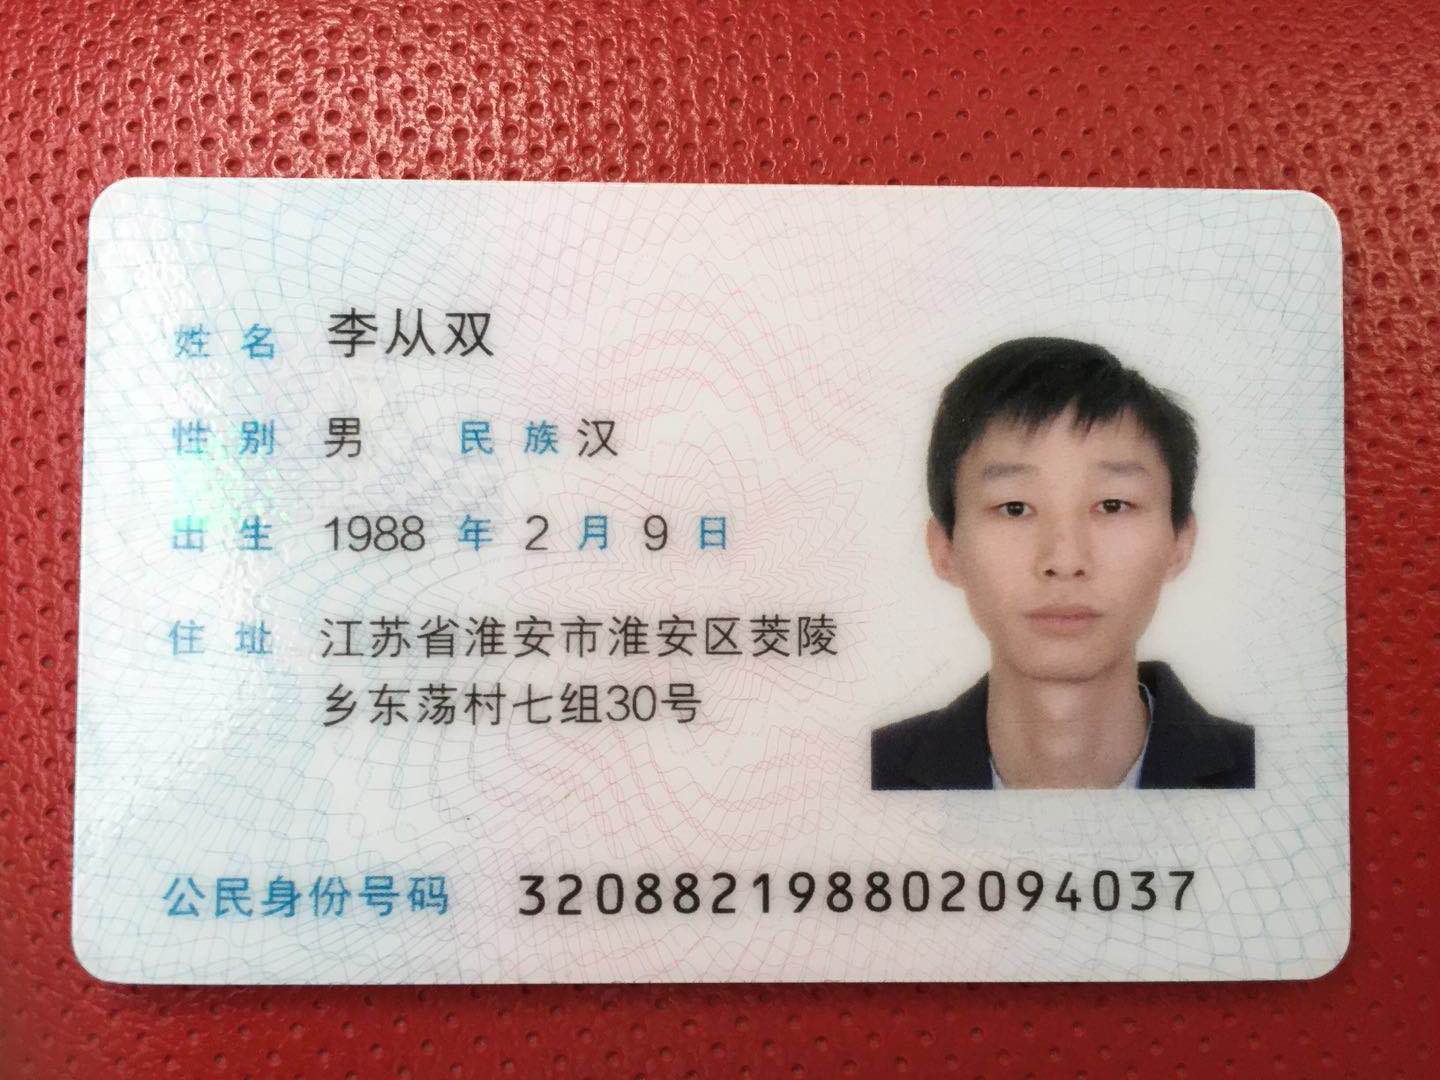 姓名 李从双
性别 男 民族 汉
出生 1988 年 2 月 9 日
住址 江苏省淮安市淮安区茭陵
乡东荡村七组30号
公民身份号码 320882198802094037